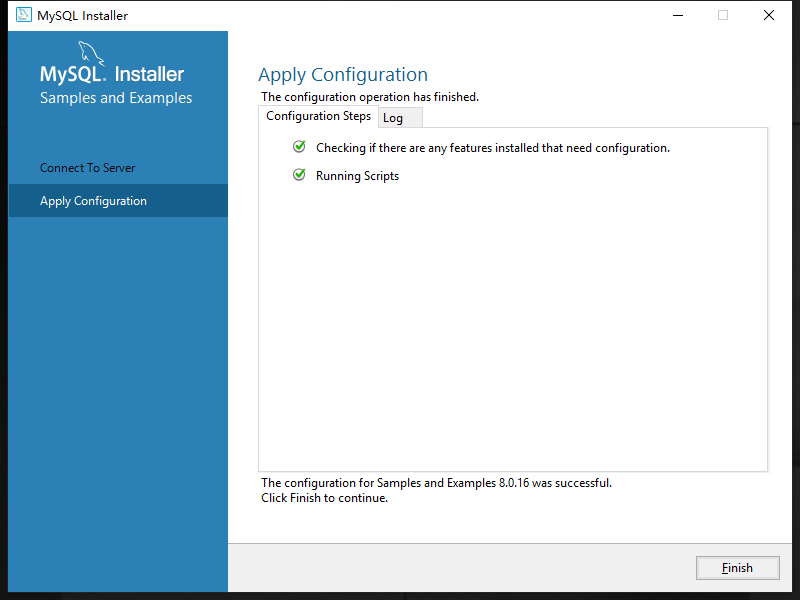 MySQL Installer
MySQL. Installer
Samples and Examples
Connect To Server
Apply Configuration
Apply Configuration
The configuration operation has finished.
Configuration Steps
Log
Checking if there are any features installed that need configuration.
Running Scripts
The configuration for Samples and Examples 8.0.16 was successful.
Click Finish to continue.
Finish